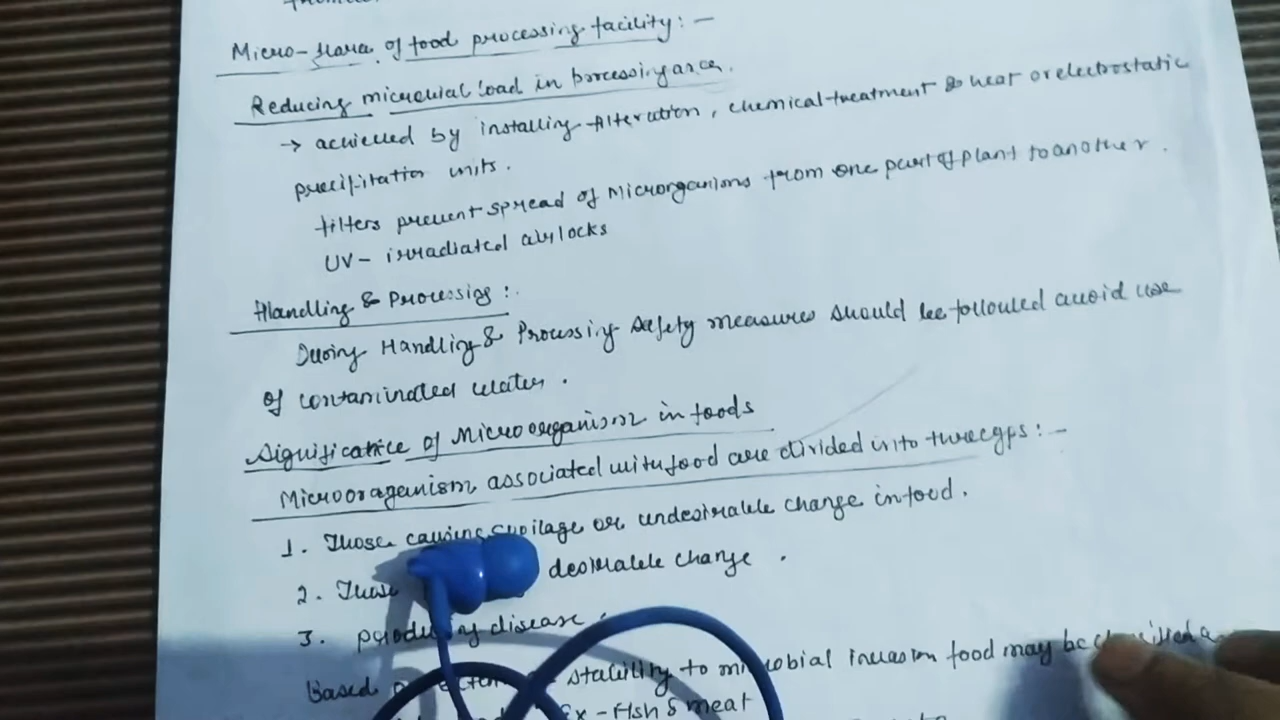 Micro-flora of food processing facility: -
Reducing microbial load in processing area.
→ achieved by installing filteration, chemical-treatment & heat or electrostatic
precipitation units.
filters prevent spread of Microrganisms from one part of plant to another.
UV- irradiated airlocks
Handling & Processing :.
During Handling & Processing safety measures should be followed avoid use
of contaminated water.
Significance of Microorganism in foods
Microoraganism associated with food are divided into three gps: -
1. Those causing spoilage or undesirable change in food.
2. Those desirable change .
3. producing disease.
Based stability to microbial invasion food may be
Ex - Fish & meat